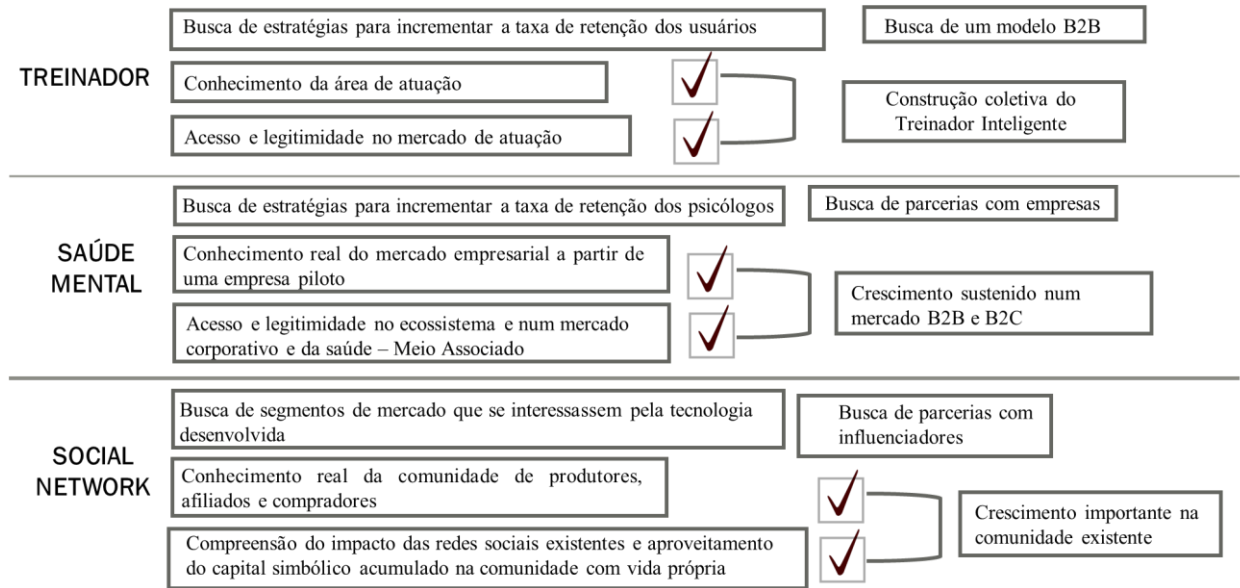 Busca de estratégias para incrementar a taxa de retenção dos usuários
Busca de um modelo B2B
TREINADOR
Conhecimento da área de atuação
Acesso e legitimidade no mercado de atuação
Construção coletiva do
Treinador Inteligente
Busca de estratégias para incrementar a taxa de retenção dos psicólogos
Busca de parcerias com empresas
SAÚDE
MENTAL
Conhecimento real do mercado empresarial a partir de
uma empresa piloto
Acesso e legitimidade no ecossistema e num mercado
corporativo e da saúde – Meio Associado
Crescimento sustenido num
mercado B2B e B2C
Busca de segmentos de mercado que se interessassem pela tecnologia
desenvolvida
Busca de parcerias com
influenciadores
SOCIAL
NETWORK
Conhecimento real da comunidade de produtores,
afiliados e compradores
Compreensão do impacto das redes sociais existentes e aproveitamento
do capital simbólico acumulado na comunidade com vida própria
Crescimento importante na
comunidade existente